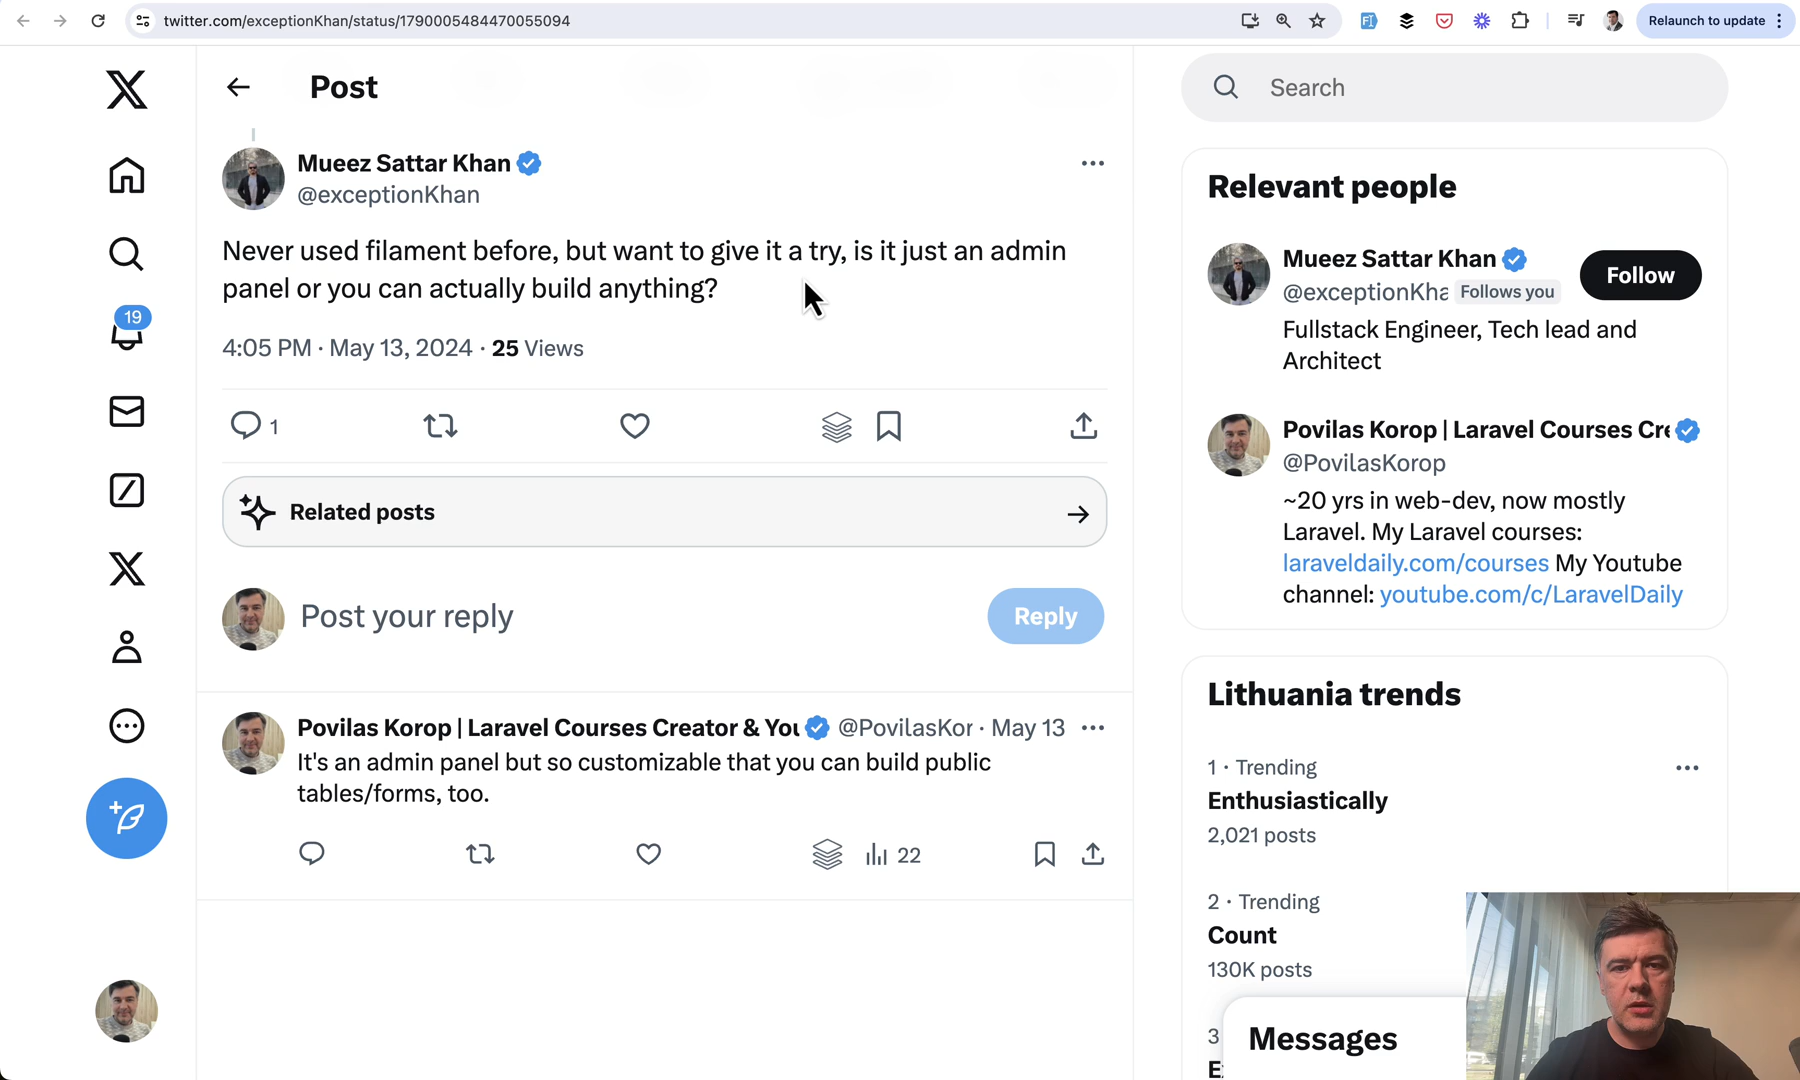 twitter.com/exceptionKhan/status/1790005484470055094
Relaunch to update
Post
Search
Mueez Sattar Khan
@exceptionKhan
Never used filament before, but want to give it a try, is it just an admin
panel or you can actually build anything?
4:05 PM · May 13, 2024 · 25 Views
1
Related posts
Post your reply
Reply
Povilas Korop | Laravel Courses Creator & You
@PovilasKor · May 13
It's an admin panel but so customizable that you can build public
tables/forms, too.
22
19
Relevant people
Mueez Sattar Khan
@exceptionKha
Follows you
Follow
Fullstack Engineer, Tech lead and
Architect
Povilas Korop | Laravel Courses Cre
@PovilasKorop
~20 yrs in web-dev, now mostly
Laravel. My Laravel courses:
laraveldaily.com/courses My Youtube
channel: youtube.com/c/LaravelDaily
Lithuania trends
1 · Trending
Enthusiastically
2,021 posts
2 · Trending
Count
130K posts
3
Messages